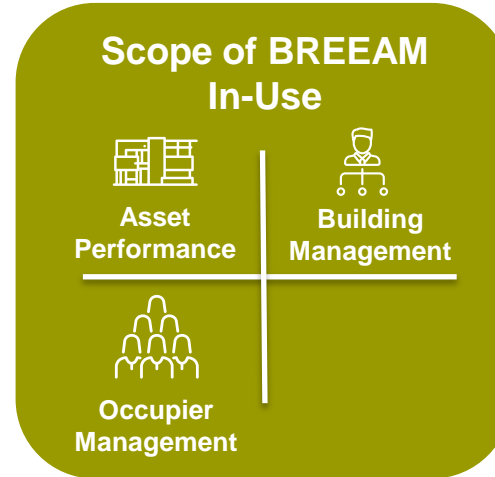 Scope of BREEAM
In-Use
Asset
Performance
Building
Management
Occupier
Management